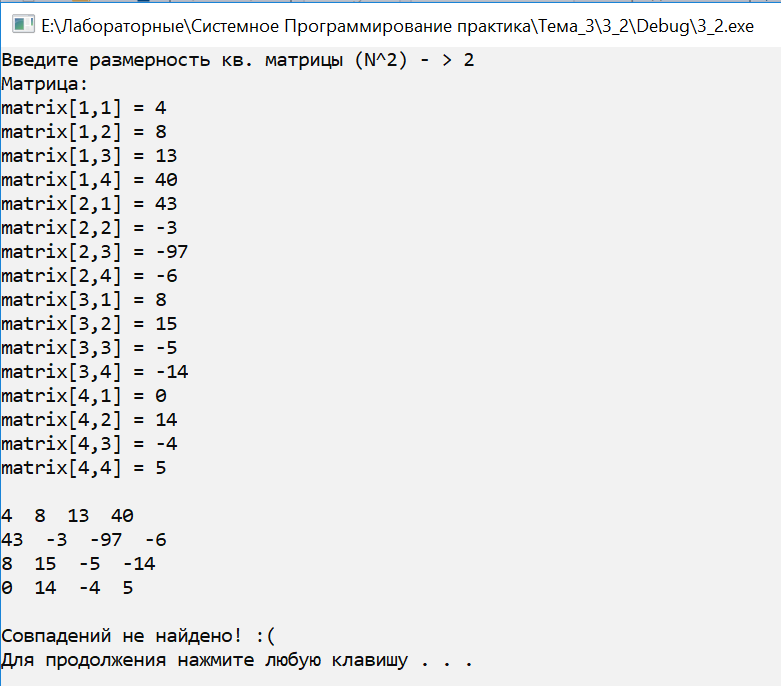 E:\Лабораторные\Системное Программирование практика\Тема_3\3_2\Debug\3_2.exe
Введите размерность кв. матрицы (N^2) - > 2
Матрица:
matrix[1,1] = 4
matrix[1,2] = 8
matrix[1,3] = 13
matrix[1,4] = 40
matrix[2,1] = 43
matrix[2,2] = -3
matrix[2,3] = -97
matrix[2,4] = -6
matrix[3,1] = 8
matrix[3,2] = 15
matrix[3,3] = -5
matrix[3,4] = -14
matrix[4,1] = 0
matrix[4,2] = 14
matrix[4,3] = -4
matrix[4,4] = 5
4  8  13  40
43  -3  -97  -6
8  15  -5  -14
0  14  -4  5
Совпадений не найдено! :(
Для продолжения нажмите любую клавишу . . .